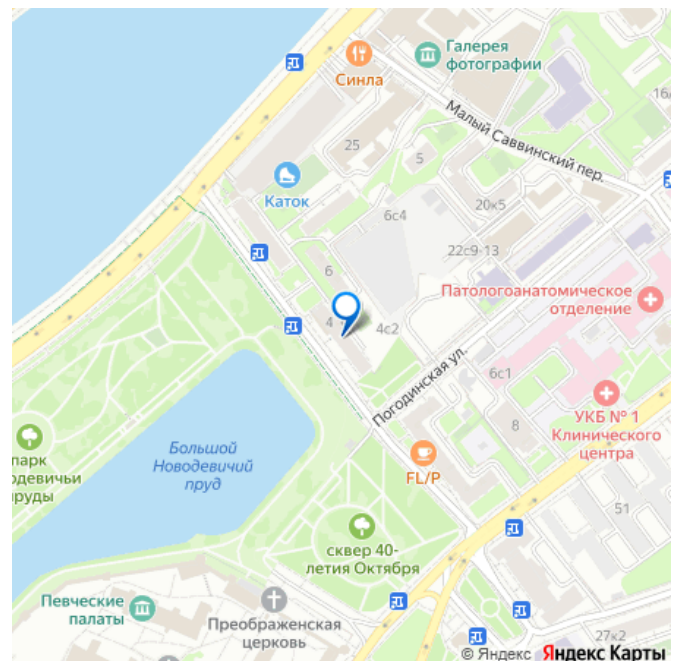 Галерея
фотографии
Синла
Малый Саввинский пер.
16/
25
5
Каток
20к5
6с4
22с9-13
6
Патологоанатомическое
отделение
4
4с2
Погодинская ул.
6с1
УКБ № 1
Клинического
центра
8
Большой
Новодевичий
пруд
парк
одевичьи
пруды
FL/P
51
сквер 40-
летия Октября
Певческие
палаты
Преображенская
церковь
27к2
© Яндекс Яндекс Карты